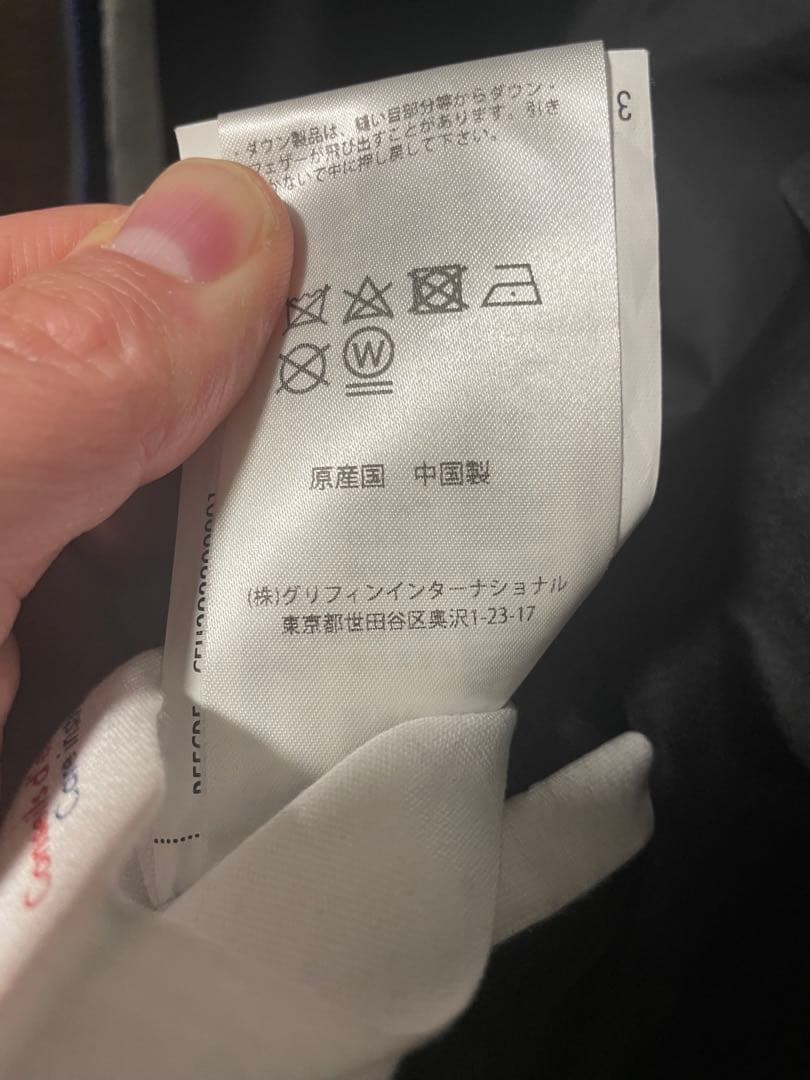 ・ダウン製品は、縫い目部分等からダウン・
フェザーが飛び出すことがあります。引き
かないで中に押し戻して下さい。
W
原産国 中国製
(株)グリフィンインターナショナル
東京都世田谷区奥沢1-23-17
3
Conseils
Care